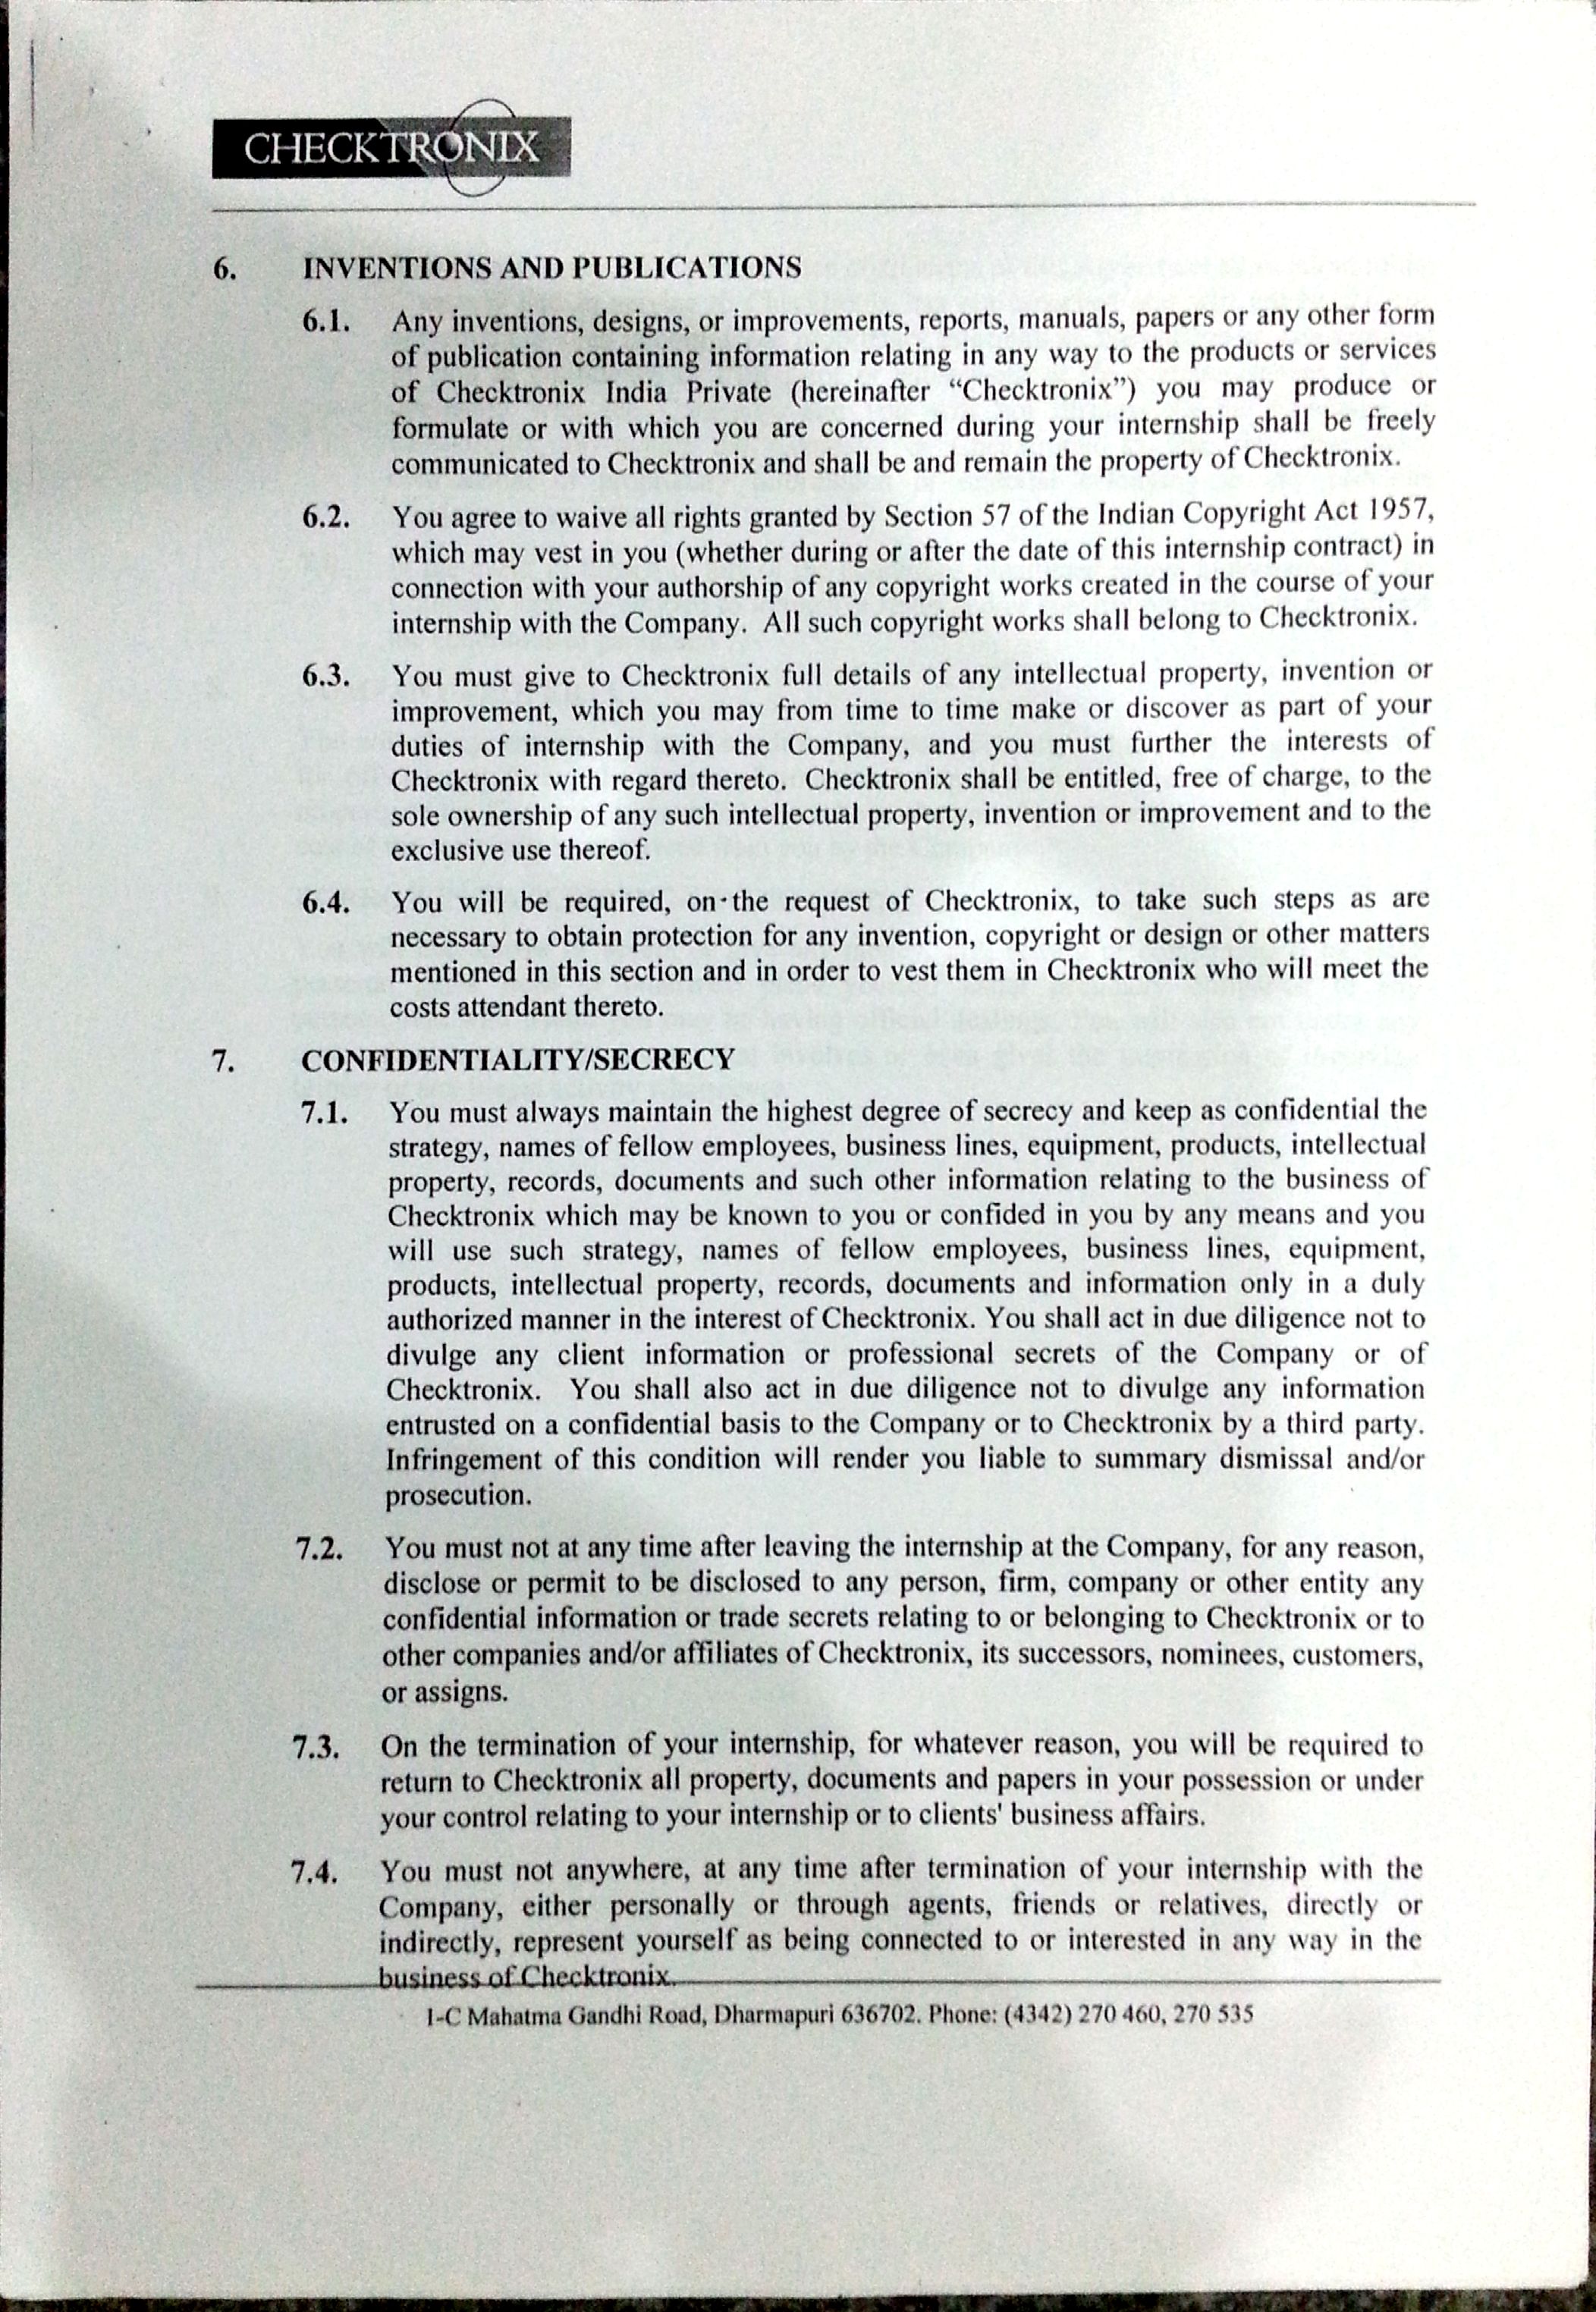 CHECKTRONIX
6. INVENTIONS AND PUBLICATIONS
6.1. Any inventions, designs, or improvements, reports, manuals, papers or any other form
of publication containing information relating in any way to the products or services
of Checktronix India Private (hereinafter “Checktronix”) you may produce or
formulate or with which you are concerned during your internship shall be freely
communicated to Checktronix and shall be and remain the property of Checktronix.
6.2. You agree to waive all rights granted by Section 57 of the Indian Copyright Act 1957,
which may vest in you (whether during or after the date of this internship contract) in
connection with your authorship of any copyright works created in the course of your
internship with the Company. All such copyright works shall belong to Checktronix.
6.3. You must give to Checktronix full details of any intellectual property, invention or
improvement, which you may from time to time make or discover as part of your
duties of internship with the Company, and you must further the interests of
Checktronix with regard thereto. Checktronix shall be entitled, free of charge, to the
sole ownership of any such intellectual property, invention or improvement and to the
exclusive use thereof.
6.4. You will be required, on the request of Checktronix, to take such steps as are
necessary to obtain protection for any invention, copyright or design or other matters
mentioned in this section and in order to vest them in Checktronix who will meet the
costs attendant thereto.
7. CONFIDENTIALITY/SECRECY
7.1. You must always maintain the highest degree of secrecy and keep as confidential the
strategy, names of fellow employees, business lines, equipment, products, intellectual
property, records, documents and such other information relating to the business of
Checktronix which may be known to you or confided in you by any means and you
will use such strategy, names of fellow employees, business lines, equipment,
products, intellectual property, records, documents and information only in a duly
authorized manner in the interest of Checktronix. You shall act in due diligence not to
divulge any client information or professional secrets of the Company or of
Checktronix. You shall also act in due diligence not to divulge any information
entrusted on a confidential basis to the Company or to Checktronix by a third party.
Infringement of this condition will render you liable to summary dismissal and/or
prosecution.
7.2. You must not at any time after leaving the internship at the Company, for any reason,
disclose or permit to be disclosed to any person, firm, company or other entity any
confidential information or trade secrets relating to or belonging to Checktronix or to
other companies and/or affiliates of Checktronix, its successors, nominees, customers,
or assigns.
7.3. On the termination of your internship, for whatever reason, you will be required to
return to Checktronix all property, documents and papers in your possession or under
your control relating to your internship or to clients' business affairs.
7.4. You must not anywhere, at any time after termination of your internship with the
Company, either personally or through agents, friends or relatives, directly or
indirectly, represent yourself as being connected to or interested in any way in the
business of Checktronix.
1-C Mahatma Gandhi Road, Dharmapuri 636702. Phone: (4342) 270 460, 270 535